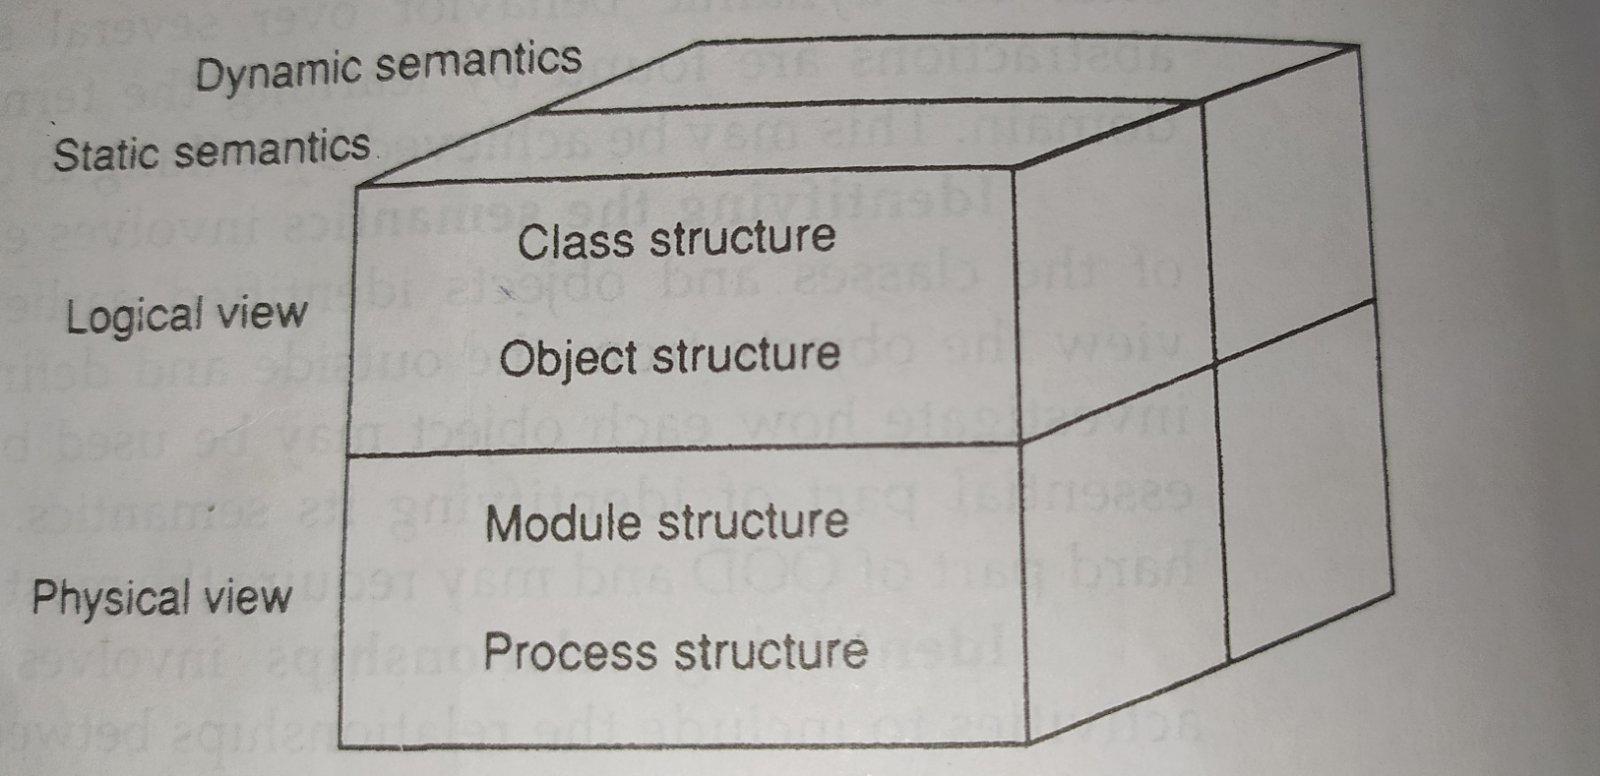 Dynamic semantics
Static semantics
Class structure
Logical view
Object structure
Module structure
Physical view
Process structure